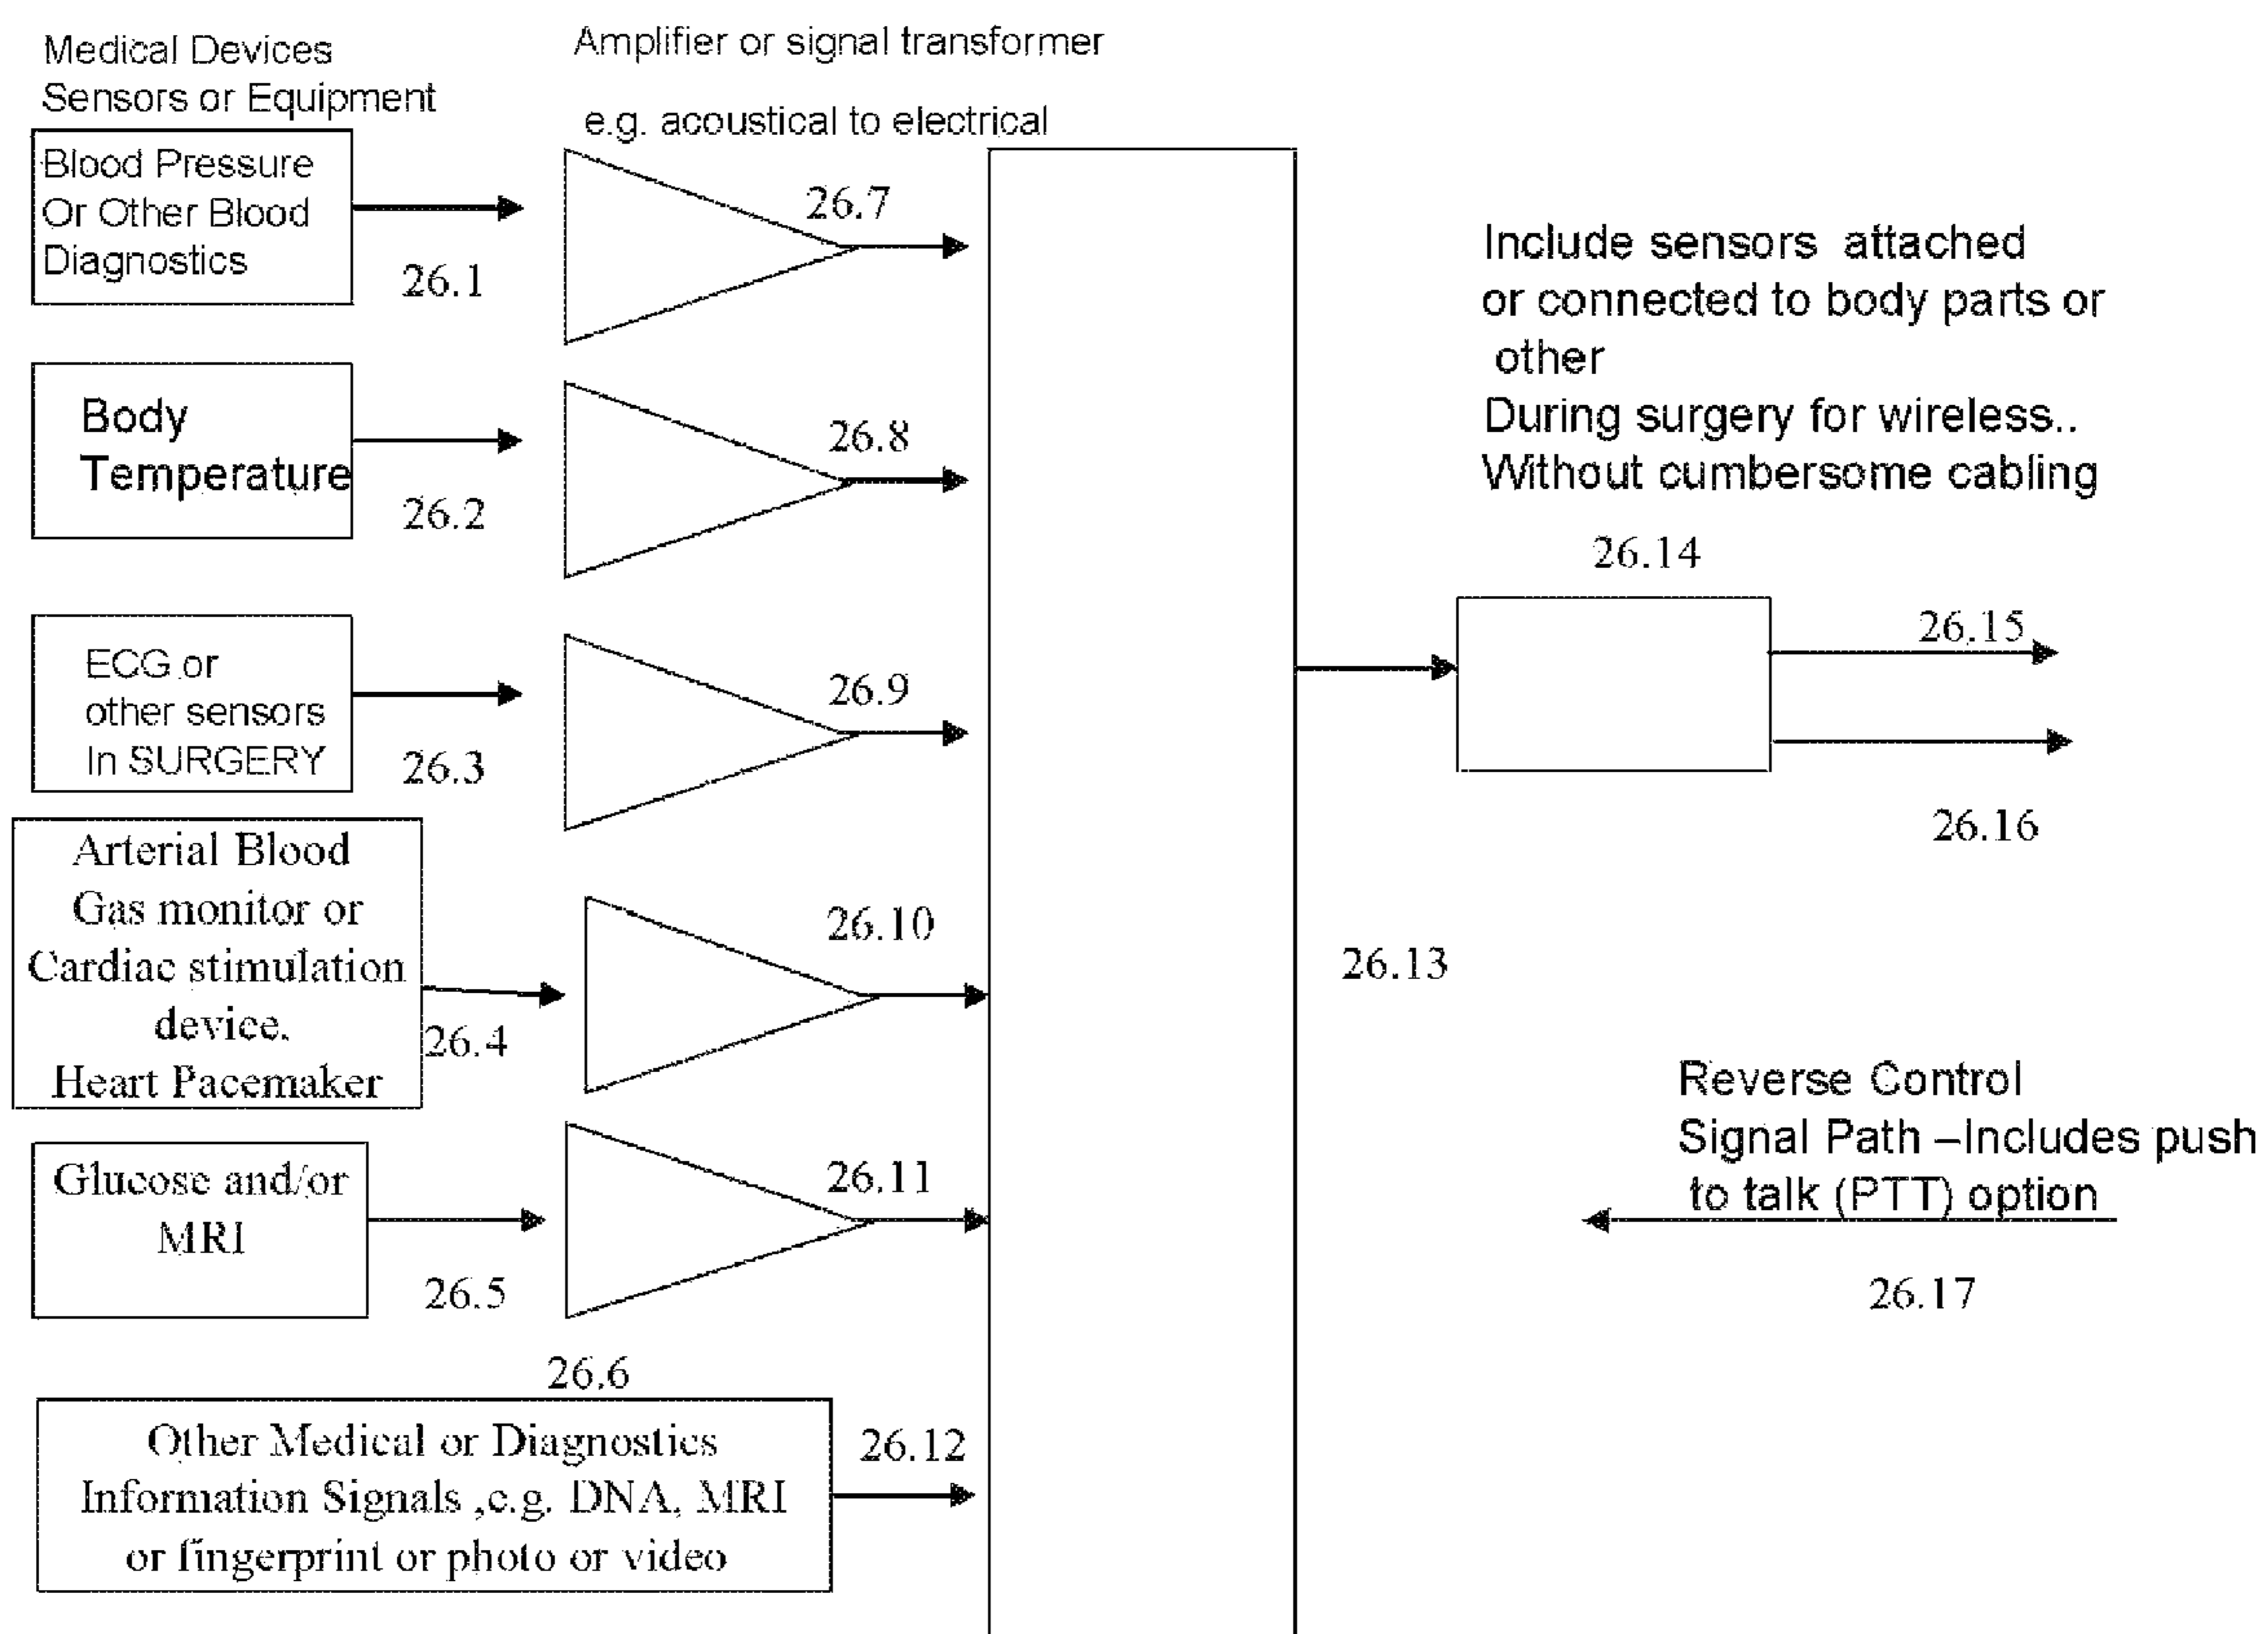 Medical Devices
Sensors or Equipment
Amplifier or signal transformer
e.g. acoustical to electrical
Blood Pressure
Or Other Blood
Diagnostics
26.1
26.7
Include sensors attached
or connected to body parts or
other
During surgery for wireless..
Without cumbersome cabling
Body
Temperature
26.2
26.8
26.14
ECG or
other sensors
In SURGERY
26.3
26.9
26.15
26.16
Arterial Blood
Gas monitor or
Cardiac stimulation
device.
Heart Pacemaker
26.4
26.10
26.13
Glucose and/or
MRI
26.5
26.11
Reverse Control
Signal Path –Includes push
to talk (PTT) option
26.17
26.6
Other Medical or Diagnostics
Information Signals ,e.g. DNA, MRI
or fingerprint or photo or video
26.12